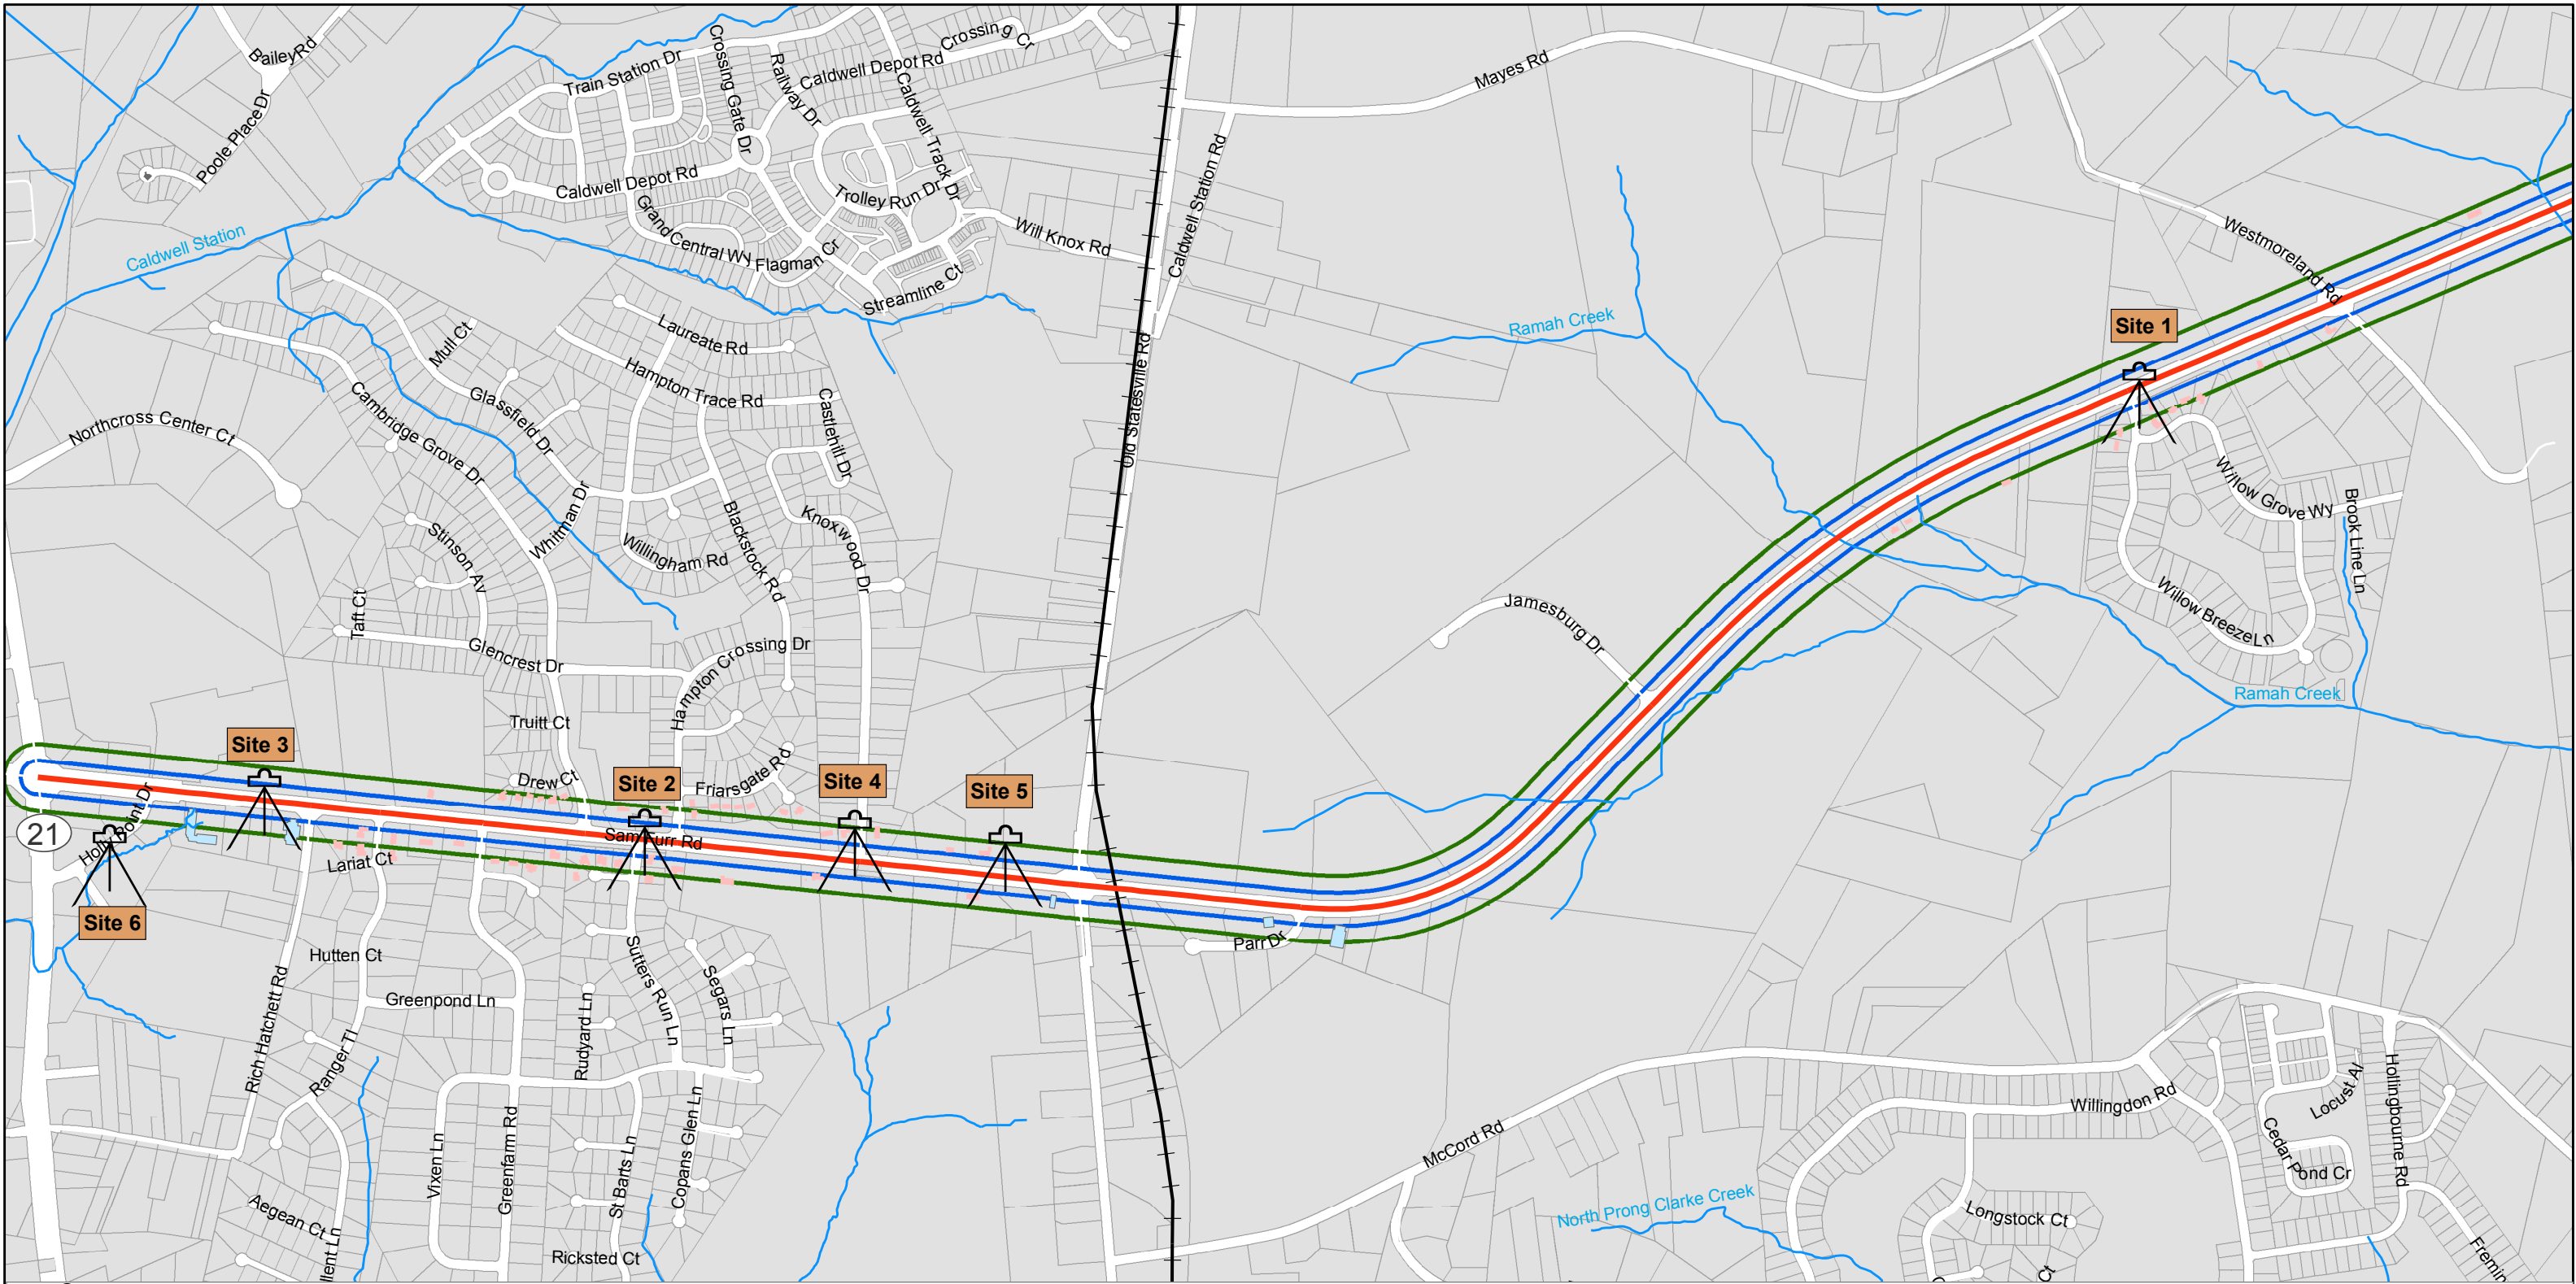 Bailey Rd
Poole Place Dr
Train Station Dr
Crossing Gate Dr
Railway Dr
Caldwell Depot Rd
Crossing Cr
Caldwell Track Dr
Mayes Rd
Caldwell Station Rd
Caldwell Depot Rd
Trolley Run Dr
Grand Central Wy
Flagman Cr
Will Knox Rd
Streamline Ct
Caldwell Station
Westmoreland Rd
Ramah Creek
Site 1
Mull Ct
Laureate Rd
Hampton Trace Rd
Old Statesville Rd
Castlehill Dr
Glassfield Dr
Cambridge Grove Dr
Northcross Center Ct
Willow Grove Wy
Brook Line Ln
Whitman Dr
Blackstock Rd
Knoxwood Dr
Stinson Av
Willingham Rd
Taft Ct
Jamesburg Dr
Willow Breeze Ln
Glencrest Dr
Hampton Crossing Dr
Ramah Creek
Truitt Ct
Site 3
Drew Ct
Site 2
Friarsgate Rd
Site 4
Site 5
21
Lariat Ct
Site 6
Parr Dr
Hutten Ct
Sutters Run Ln
Segars Ln
Greenpond Ln
Rich Hatchett Rd
Ranger Tl
Rudyard Ln
Vixen Ln
Greenfarm Rd
St Barts Ln
Copans Glen Ln
McCord Rd
Willingdon Rd
Locust Al
Hollingbourne Rd
Cedar Pond Cr
Aegean Ct
llent Ln
Ricksted Ct
North Prong Clarke Creek
Longstock Ct
Ct
Fremin